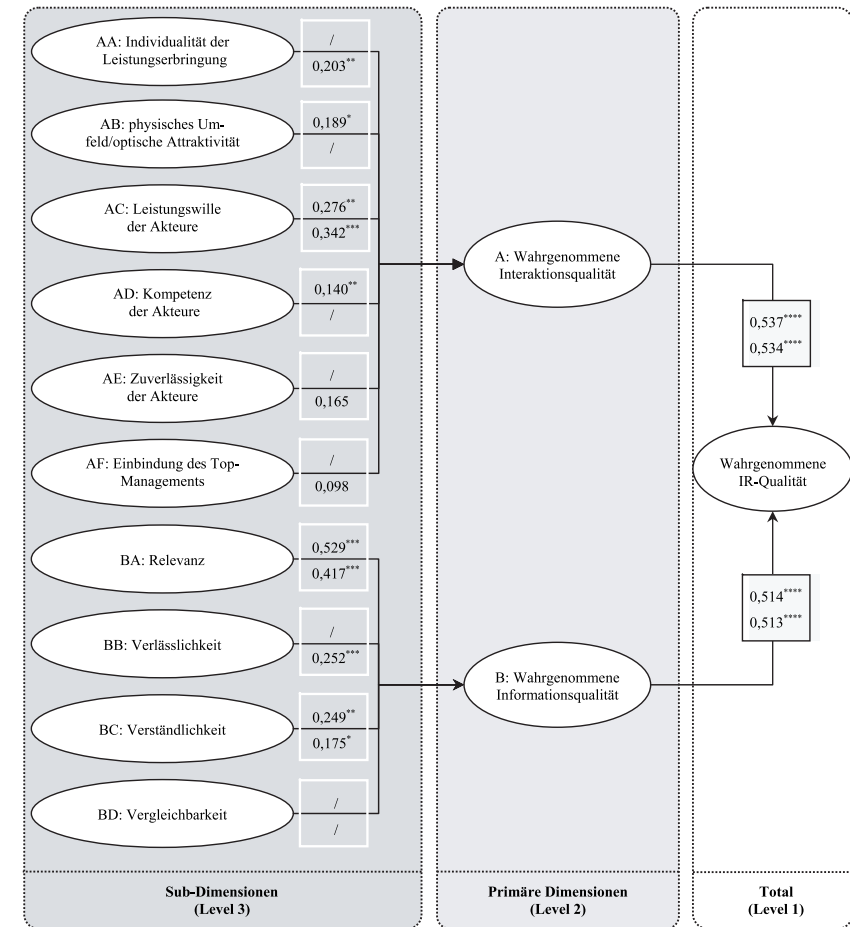 AA: Individualität der
Leistungserbringung
/
0,203**
AB: physisches Um-
feld/optische Attraktivität
0,189*
/
AC: Leistungswille
der Akteure
0,276**
0,342***
AD: Kompetenz
der Akteure
0,140**
/
AE: Zuverlässigkeit
der Akteure
/
0,165
AF: Einbindung des Top-
Managements
/
0,098
BA: Relevanz
0,529***
0,417***
BB: Verlässlichkeit
/
0,252***
BC: Verständlichkeit
0,249**
0,175*
BD: Vergleichbarkeit
/
/
Sub-Dimensionen
(Level 3)
A: Wahrgenommene
Interaktionsqualität
B: Wahrgenommene
Informationsqualität
Primäre Dimensionen
(Level 2)
0,537****
0,534****
Wahrgenommene
IR-Qualität
0,514****
0,513****
Total
(Level 1)